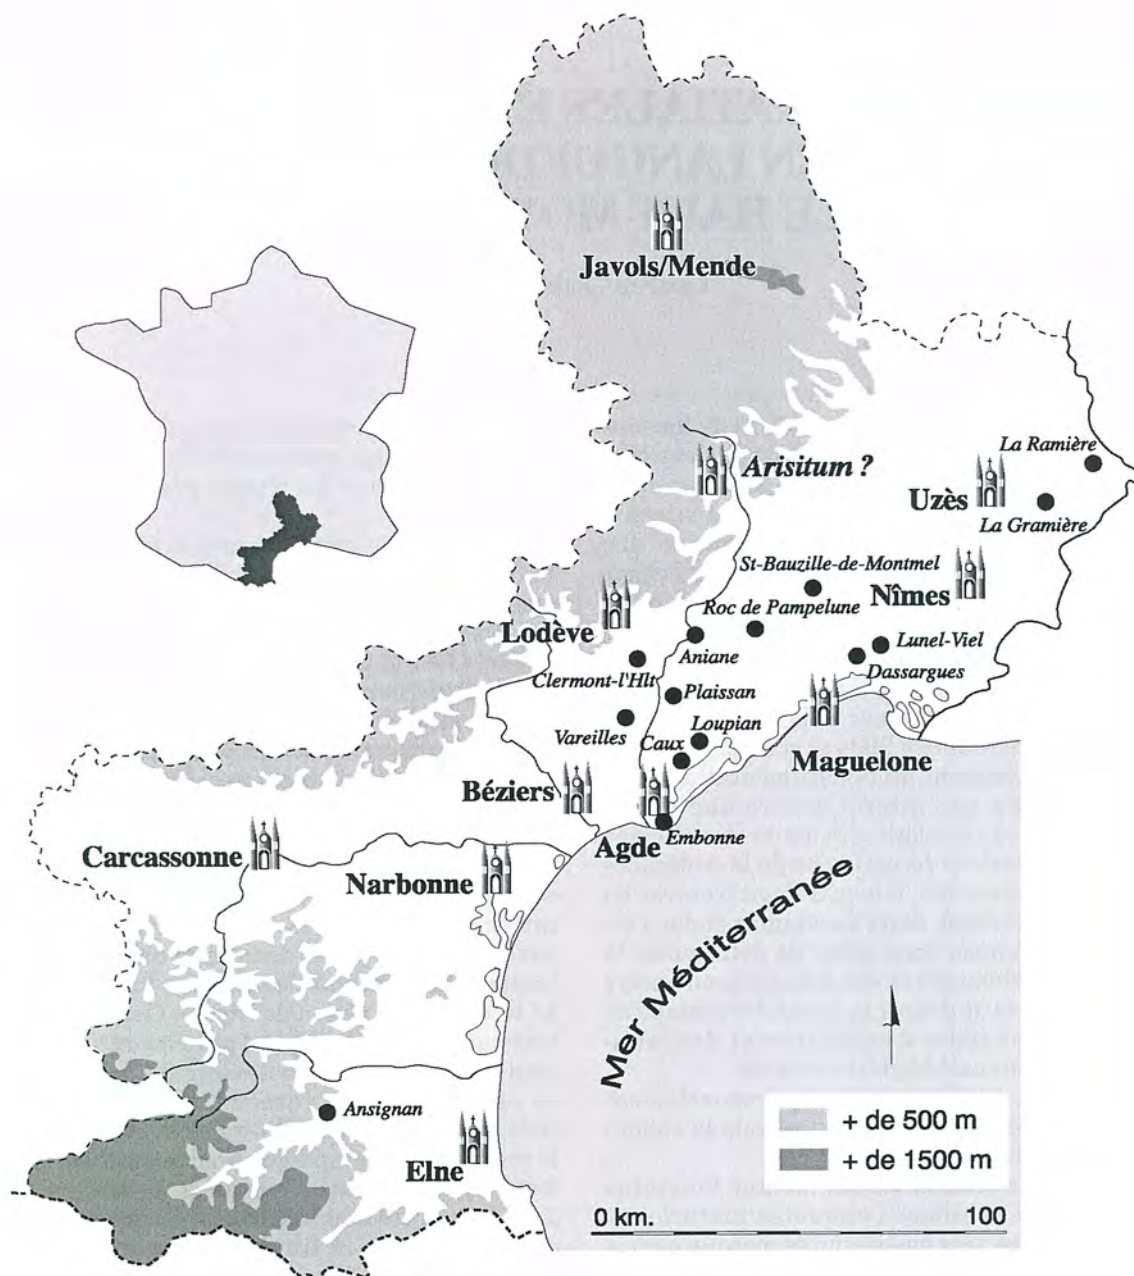 Javols/Mende
Arisitum ?
La Ramière
Uzès
La Gramière
St-Bauzille-de-Montmel
Nîmes
Roc de Pampelune
Lodève
Lunel-Viel
Aniane
Dassargues
Clermont-l'Hlt
Plaissan
Vareilles
Loupian
Caux
Maguelone
Béziers
Embonne
Agde
Carcassonne
Narbonne
Mer Méditerranée
Ansignan
Elne
+ de 500 m
+ de 1500 m
0 km. 100